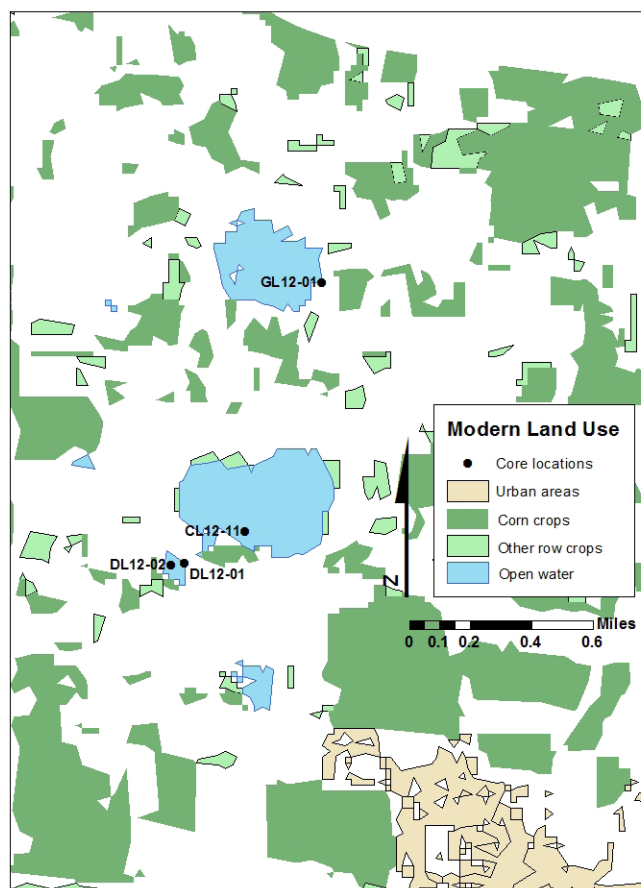 GL12-01
Modern Land Use
Core locations
Urban areas
Corn crops
Other row crops
Open water
CL12-11
DL12-02
DL12-01
N
Miles
0 0.1 0.2 0.4 0.6